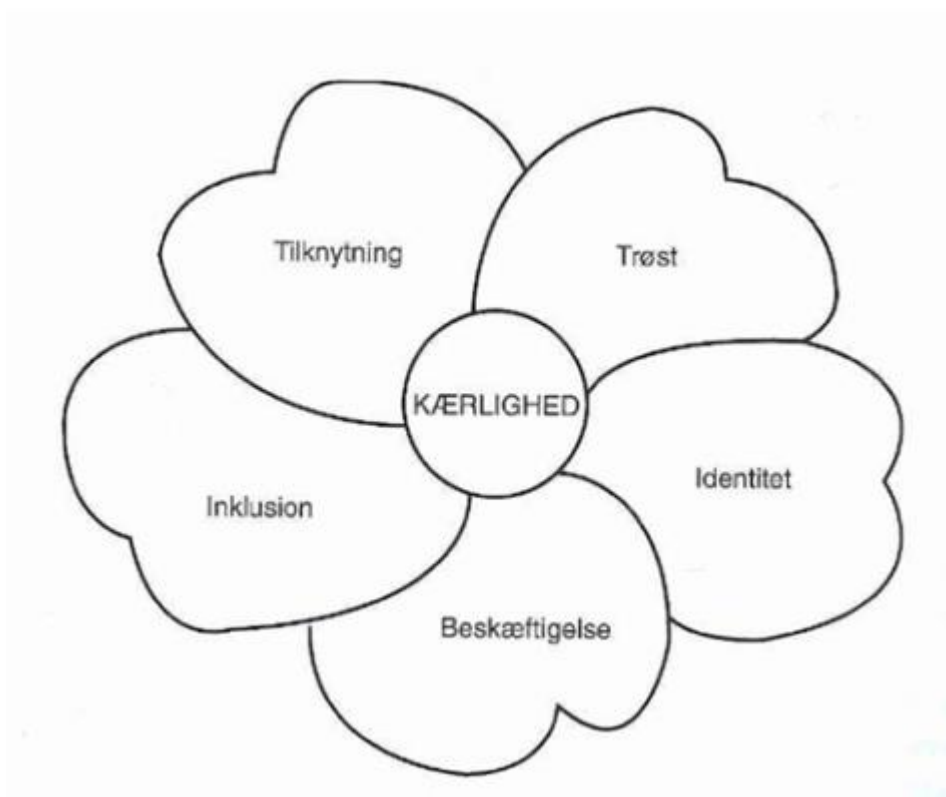 Tilknytning
Trøst
KÆRLIGHED
Identitet
Inklusion
Beskæftigelse